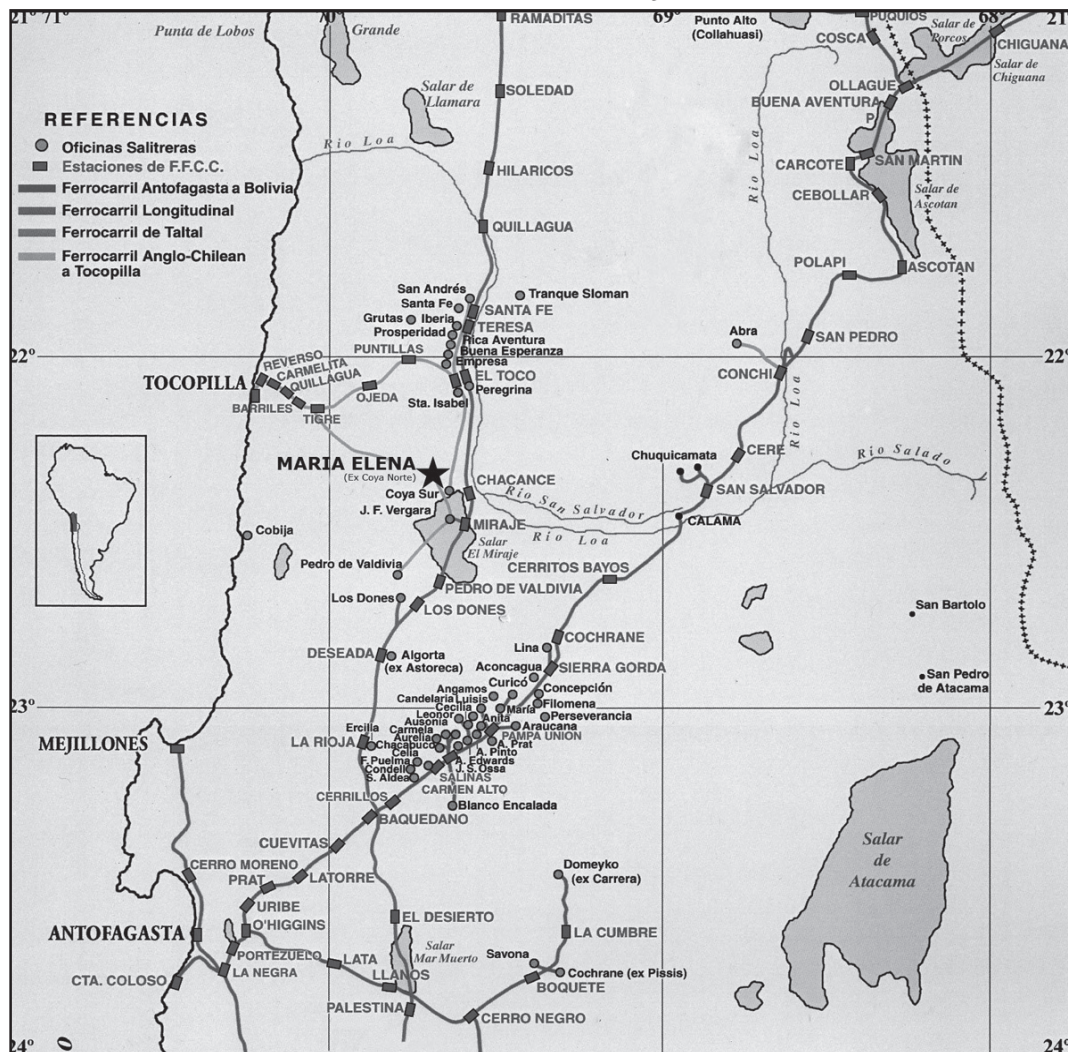 21° 71°
70°
69°
68°
21°
Punta de Lobos
Grande
RAMADITAS
Punto Alto
(Collahuasi)
PUQUIOS
COSCA
Salar de
Porcos
CHIGUANA
Salar de
Chiguana
Salar de
Llamara
SOLEDAD
OLLAGUE
BUENA AVENTURA
P
REFERENCIAS
Oficinas Salitreras
Estaciones de F.F.C.C.
Ferrocarril Antofagasta a Bolivia
Ferrocarril Longitudinal
Ferrocarril de Taltal
Ferrocarril Anglo-Chilean
a Tocopilla
Rio Loa
Rio Loa
HILARICOS
CARCOTE
SAN MARTIN
CEBOLLAR
Salar de
Ascotan
QUILLAGUA
POLAPI
ASCOTAN
San Andrés
Tranque Sloman
Santa Fe
SANTA FE
Grutas
Iberia
TERESA
Prosperidad
Rica Aventura
PUNTILLAS
Buena Esperanza
Empresa
Abra
SAN PEDRO
22°
22°
REVERSO
CARMELITA
QUILLAGUA
TOCOPILLA
BARRILES
TIGRE
OJEDA
EL TOCO
Peregrina
Sta. Isabel
CONCHI
Rio Loa
CERE
Rio Salado
Chuquicamata
MARIA ELENA
(Ex Coya Norte)
CHACANCE
SAN SALVADOR
Coya Sur
Rio San Salvador
J. F. Vergara
MIRAJE
CALAMA
Cobija
Salar
El Miraje
Rio Loa
Pedro de Valdivia
CERRITOS BAYOS
PEDRO DE VALDIVIA
Los Dones
LOS DONES
San Bartolo
COCHRANE
Lina
DESEADA
Algorta
(ex Astoreca)
Aconcagua
SIERRA GORDA
San Pedro
de Atacama
Curicó
Angamos
Concepción
Candelaria
Luisis
Filomena
23°
23°
Cecilia
María
Leonor
Perseverancia
Ausonia
Anita
Araucana
Ercilla
Carmela
PAMPA UNION
MEJILLONES
LA RIOJA
Aurelia
Chacabuco
A. Prat
A. Pinto
Celia
A. Edwards
F. Puelma
J. S. Ossa
Condell
SALINAS
S. Aldea
CARMEN ALTO
CERRILLOS
Blanco Encalada
BAQUEDANO
CUEVITAS
Salar
de
Atacama
CERRO MORENO
LATORRE
PRAT
Domeyko
(ex Carrera)
URIBE
EL DESIERTO
ANTOFAGASTA
O'HIGGINS
LA CUMBRE
PORTEZUELO
LATA
Salar
Mar Muerto
Savona
LA NEGRA
CTA. COLOSO
LLANOS
Cochrane (ex Pissis)
BOQUETE
PALESTINA
CERRO NEGRO
24°
O
24°